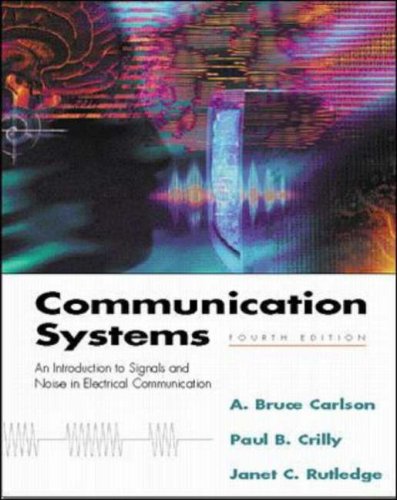 Communication
Systems
FOURTH EDITION
An Introduction to Signals and
Noise in Electrical Communication
A. Bruce Carlson
Paul B. Crilly
Janet C. Rutledge